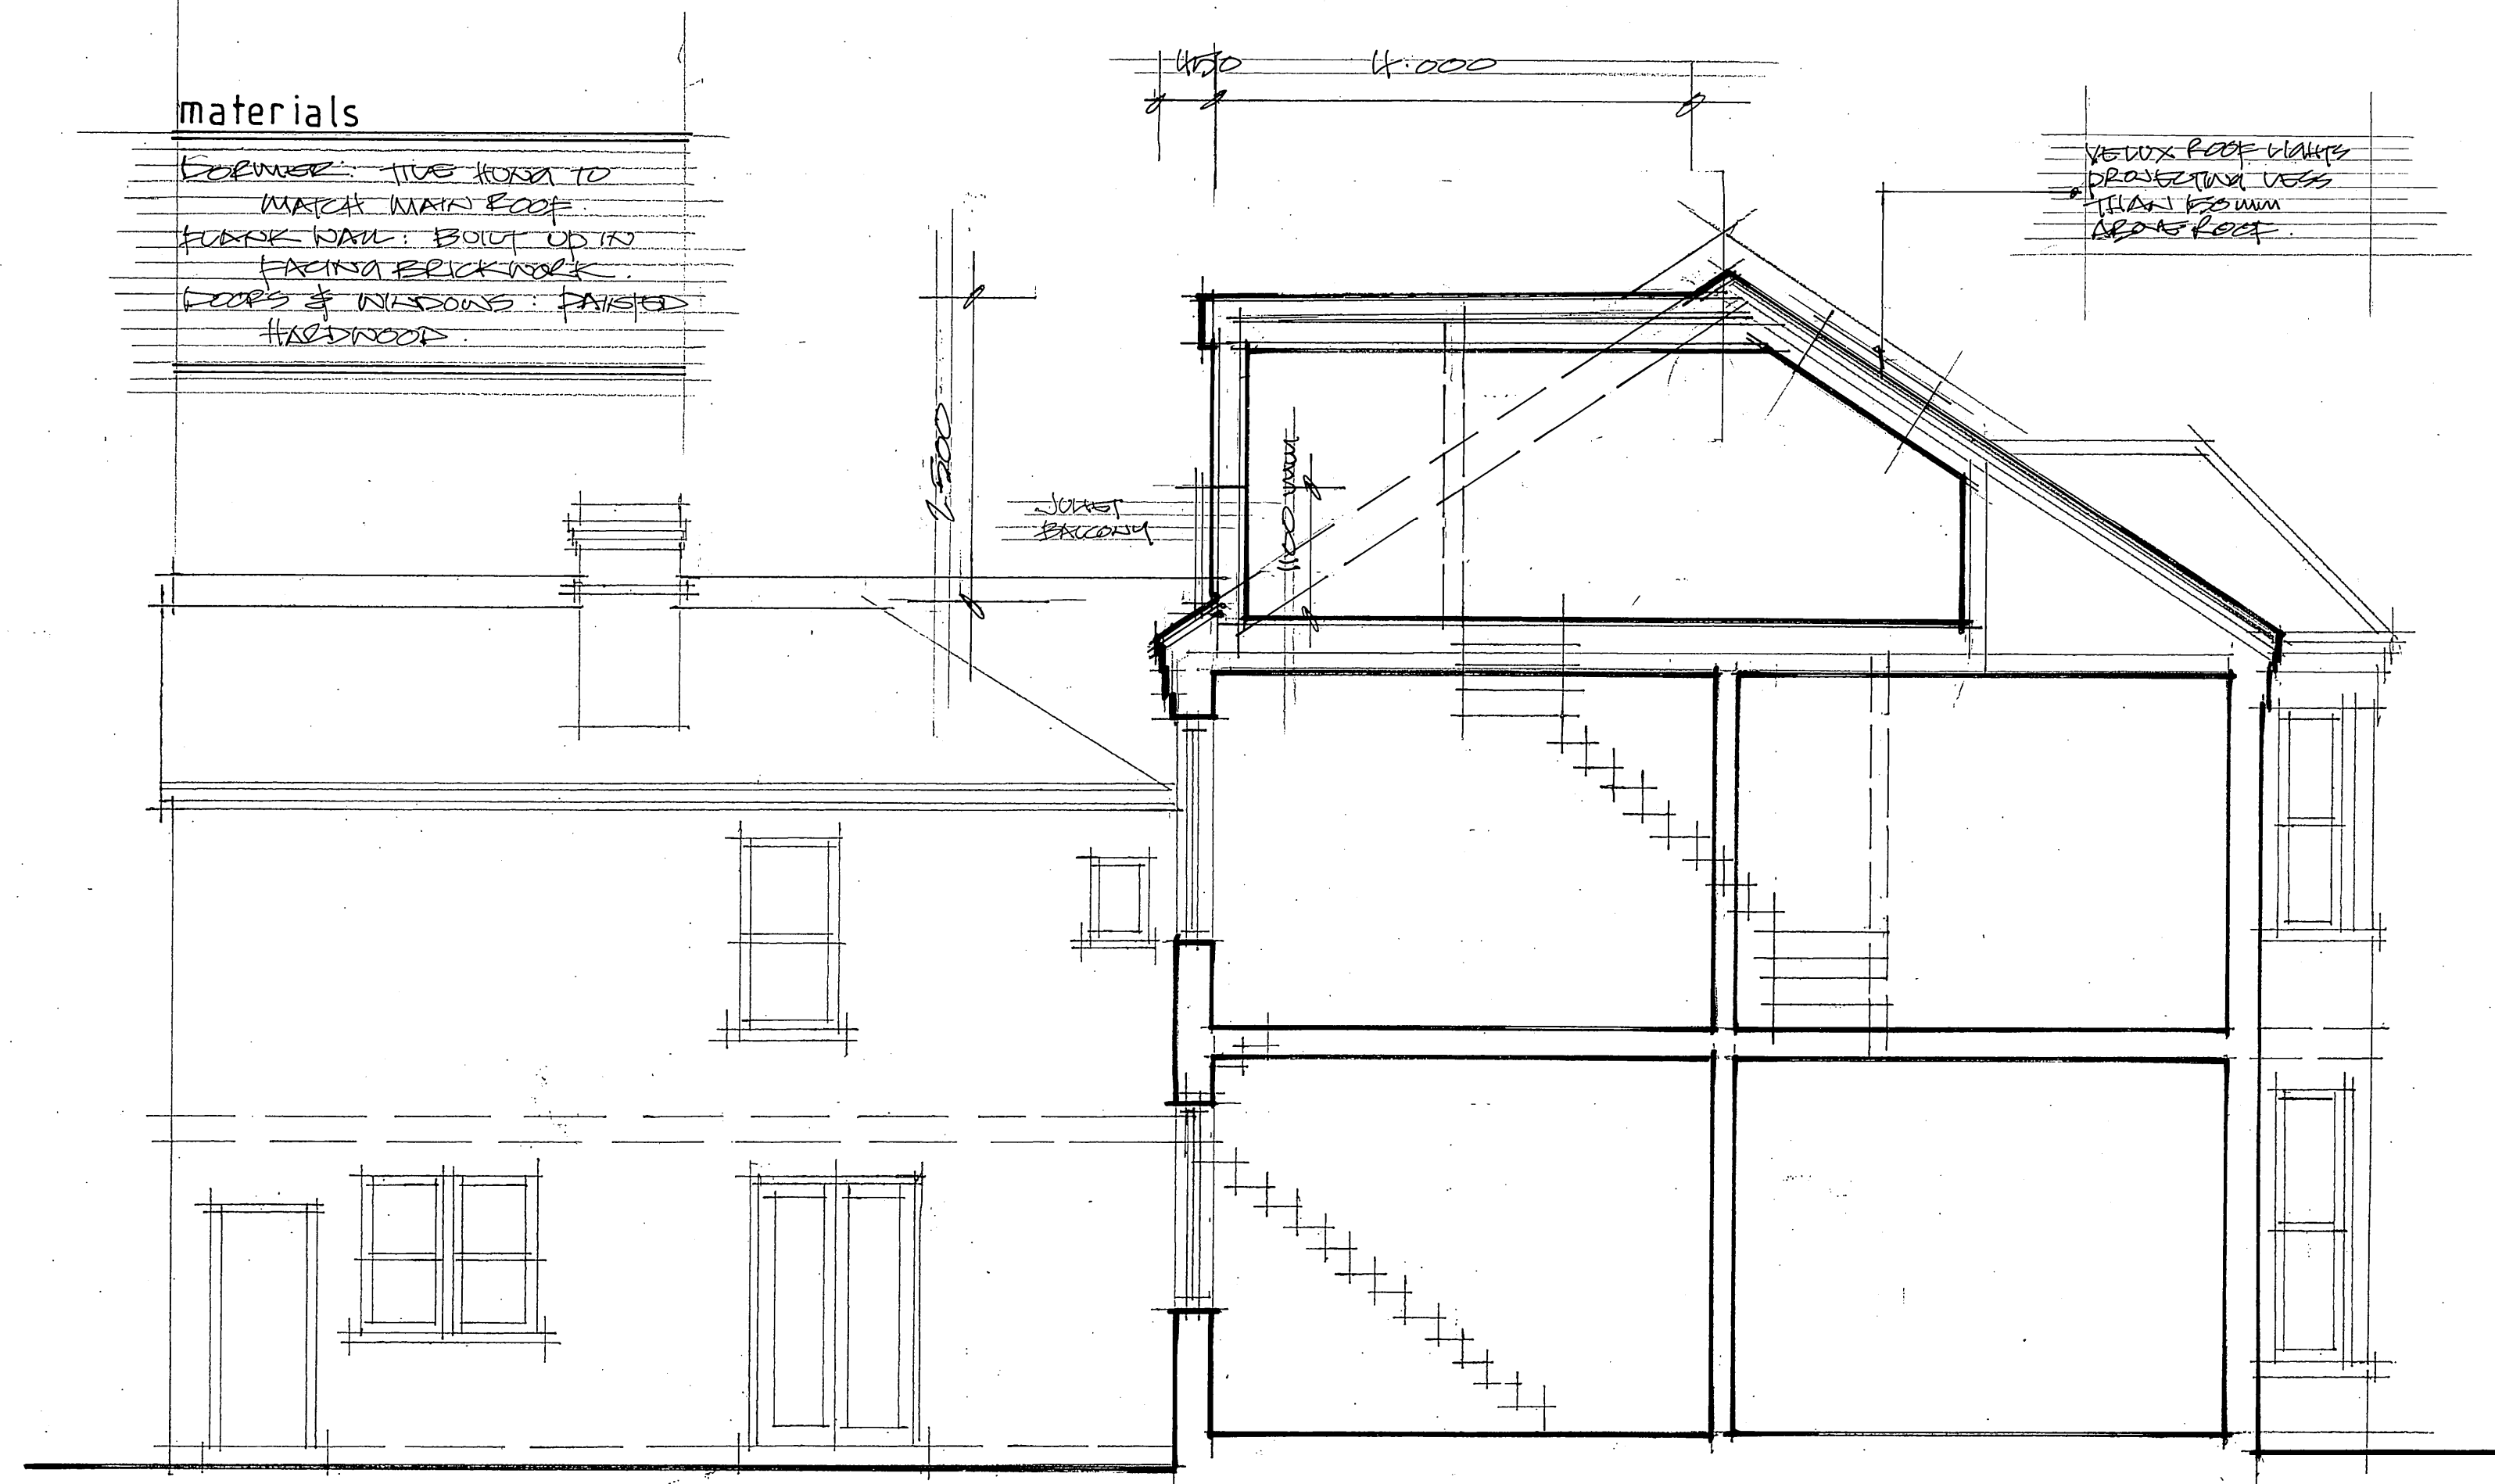 450 4.000
materials
DORMER: TILE HUNG TO
MATCH MAIN ROOF.
FLANK WALL: BUILT UP IN
FACING BRICKWORK.
DOORS & WINDOWS: PAINTED
HARDWOOD.
VELUX ROOF LIGHTS
PROJECTING LESS
THAN 150mm
ABOVE ROOF.
2.500
JULIET
BALCONY
1100 mm